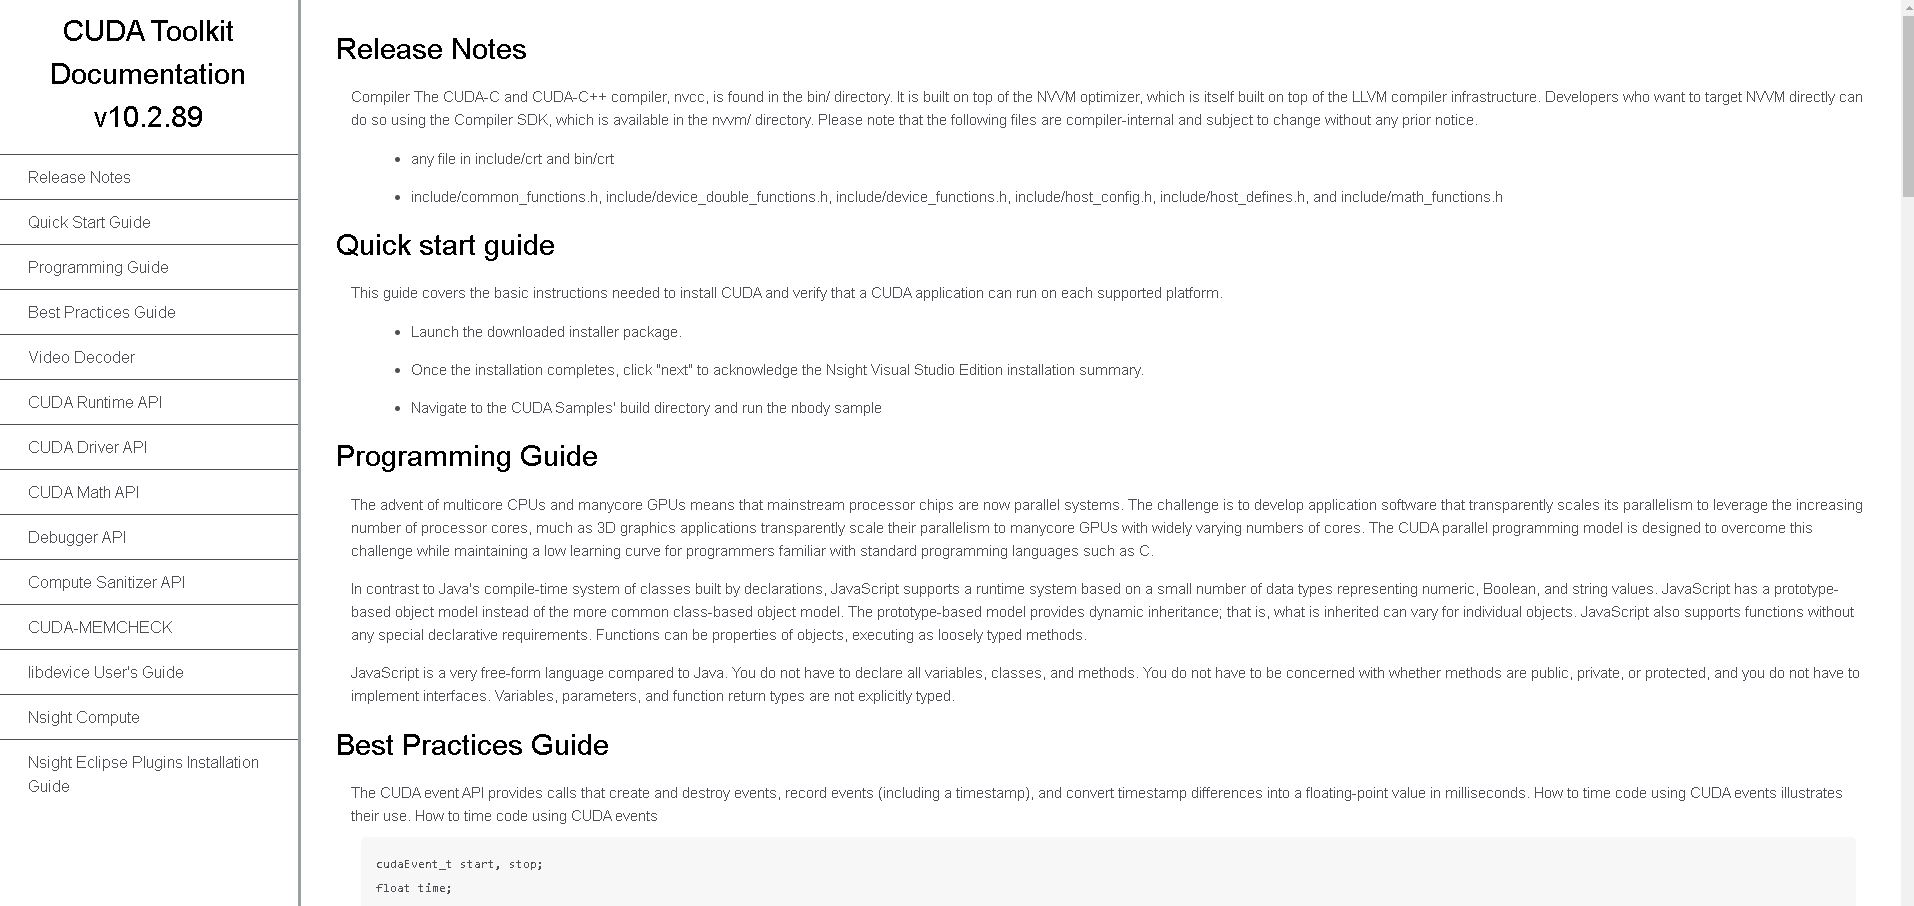 CUDA Toolkit
Documentation
v10.2.89
Release Notes
Quick Start Guide
Programming Guide
Best Practices Guide
Video Decoder
CUDA Runtime API
CUDA Driver API
CUDA Math API
Debugger API
Compute Sanitizer API
CUDA-MEMCHECK
libdevice User's Guide
Nsight Compute
Nsight Eclipse Plugins Installation
Guide
Release Notes
Compiler The CUDA-C and CUDA-C++ compiler, nvcc, is found in the bin/ directory. It is built on top of the NVVM optimizer, which is itself built on top of the LLVM compiler infrastructure. Developers who want to target NVVM directly can
do so using the Compiler SDK, which is available in the nvvm/ directory. Please note that the following files are compiler-internal and subject to change without any prior notice.
• any file in include/crt and bin/crt
• include/common_functions.h, include/device_double_functions.h, include/device_functions.h, include/host_config.h, include/host_defines.h, and include/math_functions.h
Quick start guide
This guide covers the basic instructions needed to install CUDA and verify that a CUDA application can run on each supported platform.
• Launch the downloaded installer package.
• Once the installation completes, click "next" to acknowledge the Nsight Visual Studio Edition installation summary.
• Navigate to the CUDA Samples' build directory and run the nbody sample
Programming Guide
The advent of multicore CPUs and manycore GPUs means that mainstream processor chips are now parallel systems. The challenge is to develop application software that transparently scales its parallelism to leverage the increasing
number of processor cores, much as 3D graphics applications transparently scale their parallelism to manycore GPUs with widely varying numbers of cores. The CUDA parallel programming model is designed to overcome this
challenge while maintaining a low learning curve for programmers familiar with standard programming languages such as C.
In contrast to Java's compile-time system of classes built by declarations, JavaScript supports a runtime system based on a small number of data types representing numeric, Boolean, and string values. JavaScript has a prototype-
based object model instead of the more common class-based object model. The prototype-based model provides dynamic inheritance; that is, what is inherited can vary for individual objects. JavaScript also supports functions without
any special declarative requirements. Functions can be properties of objects, executing as loosely typed methods.
JavaScript is a very free-form language compared to Java. You do not have to declare all variables, classes, and methods. You do not have to be concerned with whether methods are public, private, or protected, and you do not have to
implement interfaces. Variables, parameters, and function return types are not explicitly typed.
Best Practices Guide
The CUDA event API provides calls that create and destroy events, record events (including a timestamp), and convert timestamp differences into a floating-point value in milliseconds. How to time code using CUDA events illustrates
their use. How to time code using CUDA events
cudaEvent_t start, stop;
float time;